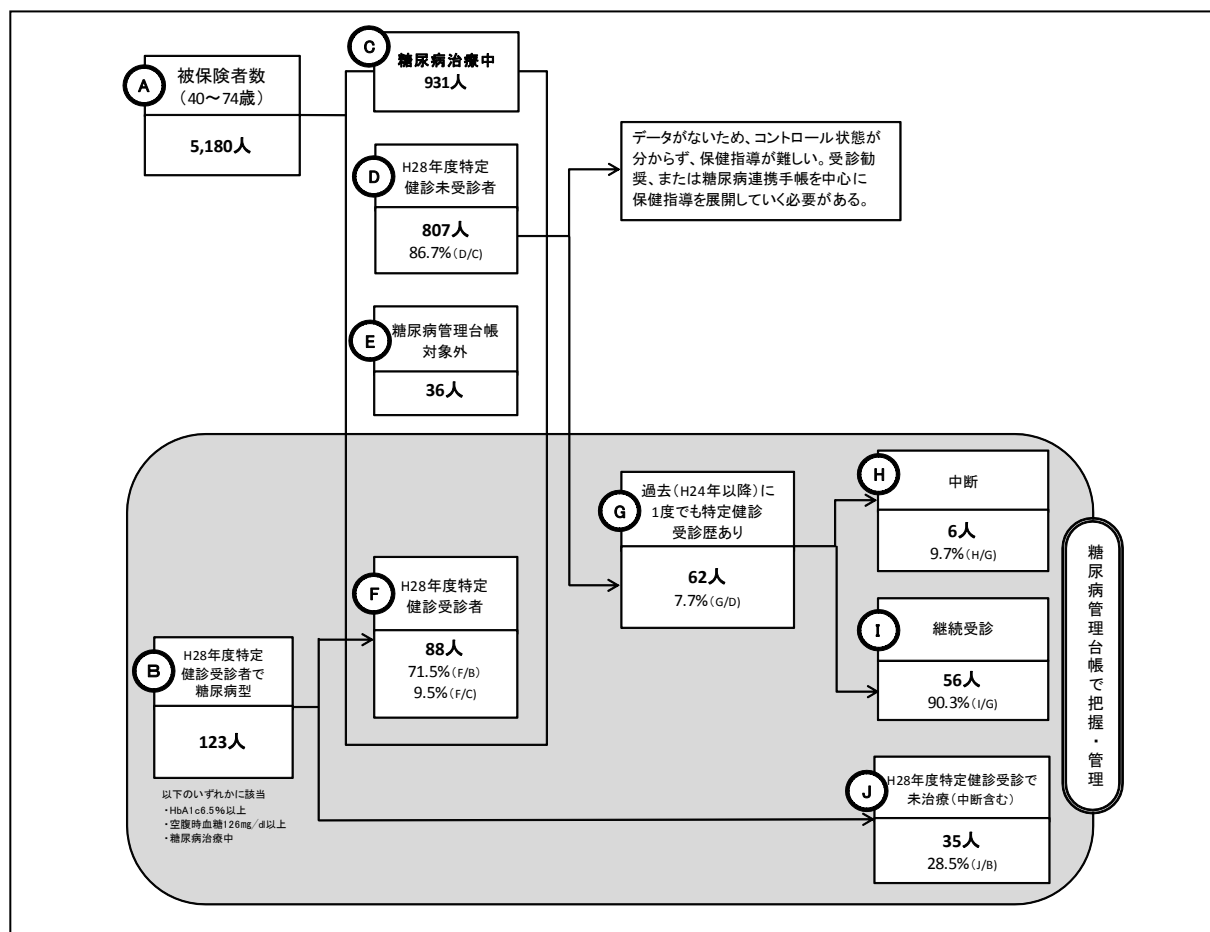 A
被保険者数
（40～74歳）
5,180人
C
糖尿病治療中
931人
D
H28年度特定
健診未受診者
807人
86.7%(D/C)
データがないため、コントロール状態が
分からず、保健指導が難しい。受診勧
奨、または糖尿病連携手帳を中心に
保健指導を展開していく必要がある。
E
糖尿病管理台帳
対象外
36人
B
H28年度特定
健診受診者で
糖尿病型
123人
以下のいずれかに該当
・HbA1c6.5%以上
・空腹時血糖126㎎/dl以上
・糖尿病治療中
F
H28年度特定
健診受診者
88人
71.5%(F/B)
9.5%(F/C)
G
過去（H24年以降）に
1度でも特定健診
受診歴あり
62人
7.7%(G/D)
H
中断
6人
9.7%(H/G)
I
継続受診
56人
90.3%(I/G)
J
H28年度特定健診受診で
未治療（中断含む）
35人
28.5%(J/B)
糖尿病管理台帳で把握・管理